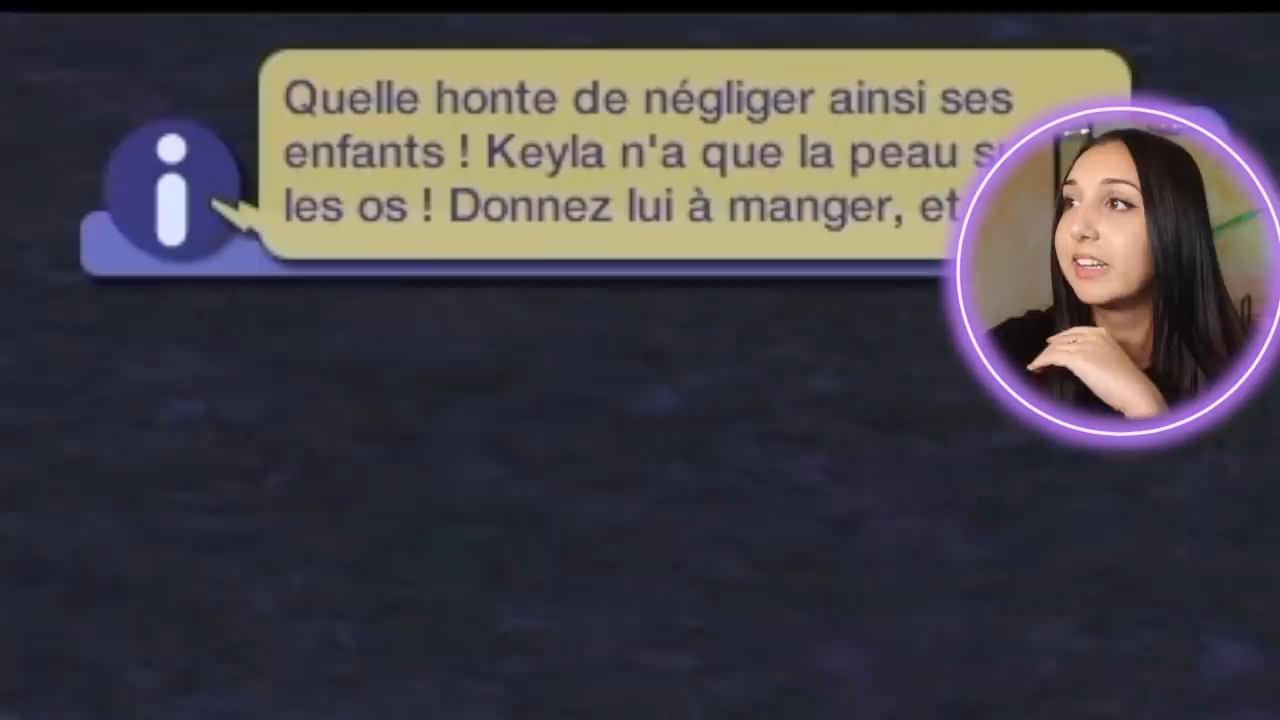 Quelle honte de négliger ainsi ses
enfants ! Keyla n'a que la peau
les os ! Donnez lui à manger, et